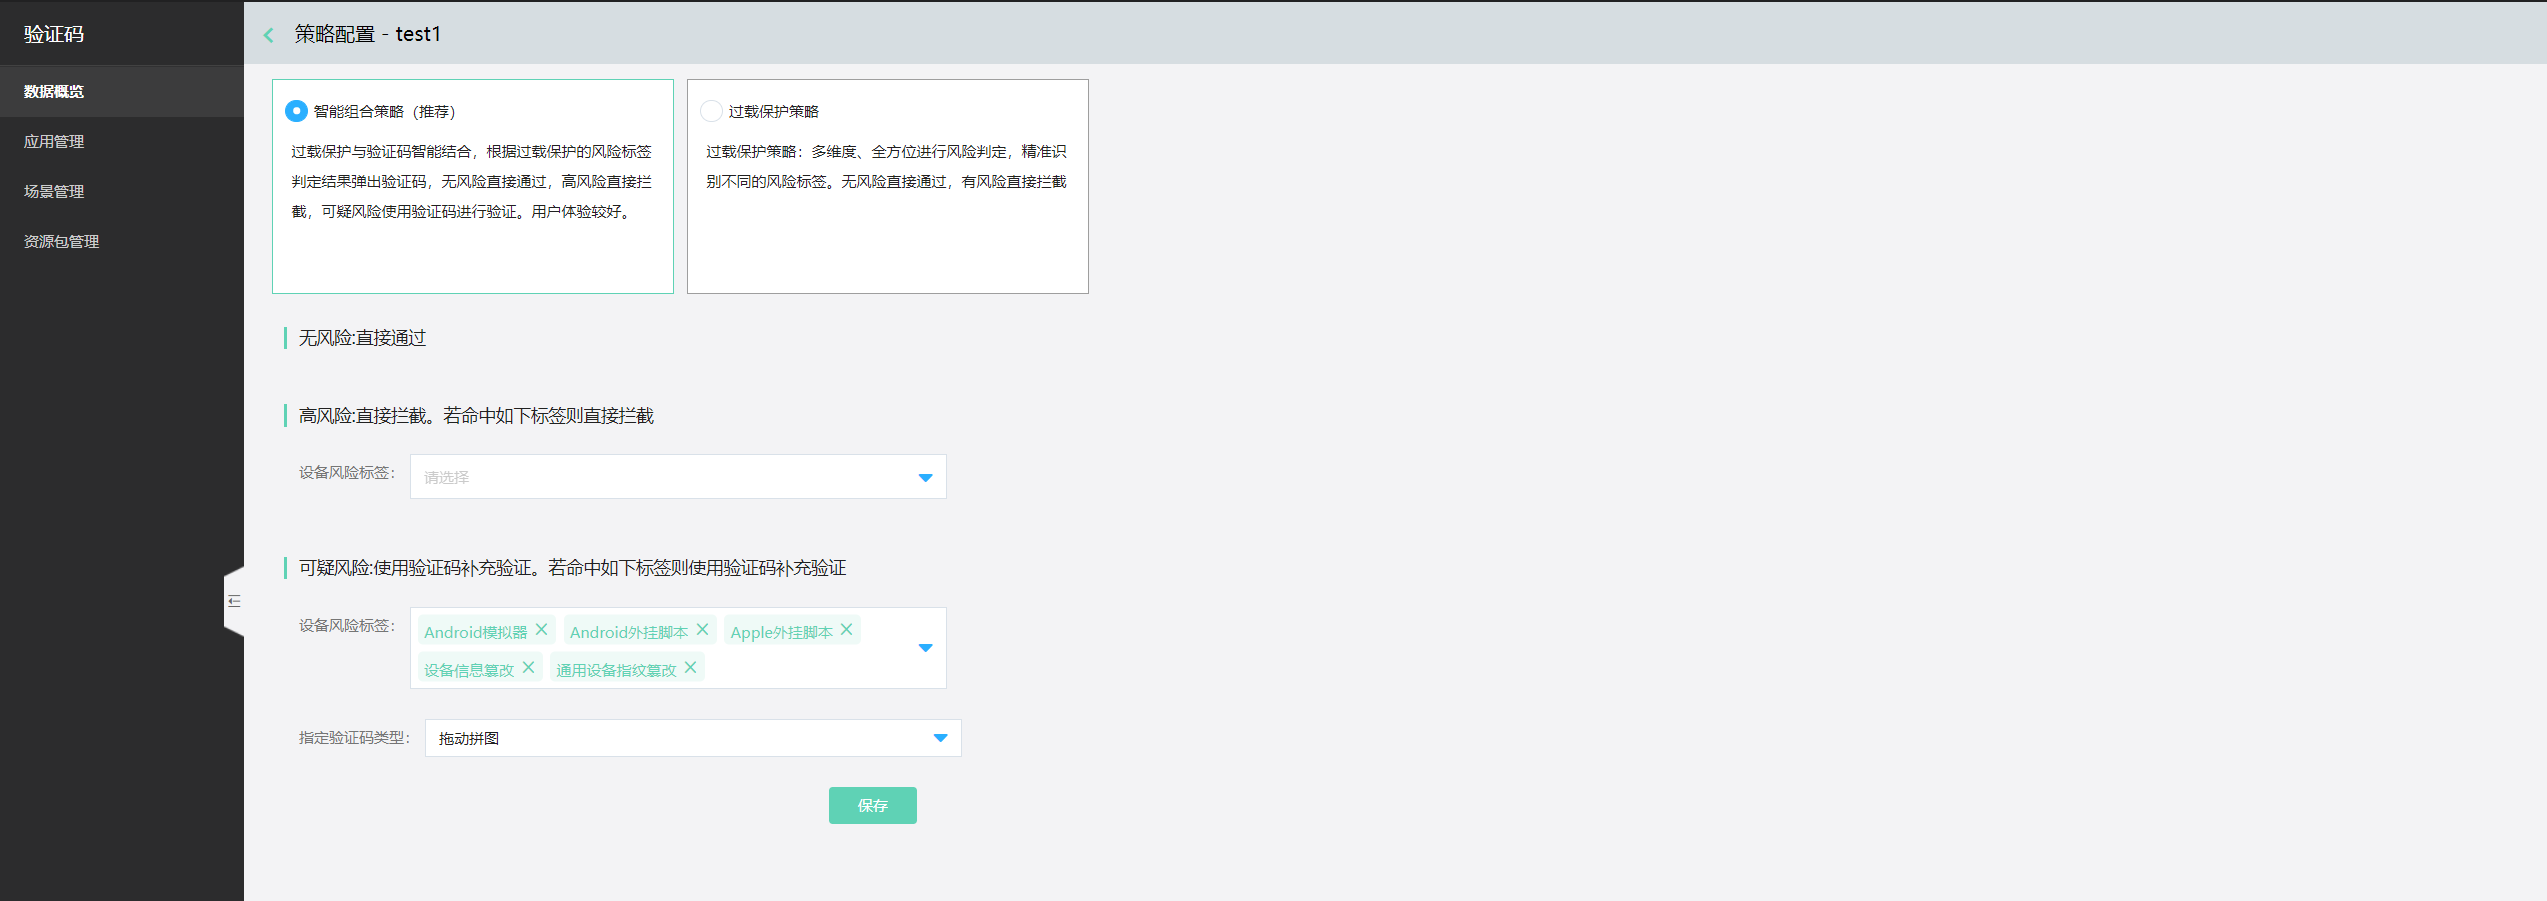 验证码
数据概览
应用管理
场景管理
资源包管理
策略配置 - test1
智能组合策略（推荐）
过载保护与验证码智能结合，根据过载保护的风险标签
判定结果弹出验证码，无风险直接通过，高风险直接拦
截，可疑风险使用验证码进行验证。用户体验较好。
过载保护策略
过载保护策略：多维度、全方位进行风险判定，精准识
别不同的风险标签。无风险直接通过，有风险直接拦截
无风险:直接通过
高风险:直接拦截。若命中如下标签则直接拦截
设备风险标签： 请选择
可疑风险:使用验证码补充验证。若命中如下标签则使用验证码补充验证
设备风险标签： Android模拟器 Android外挂脚本 Apple外挂脚本
设备信息篡改 通用设备指纹篡改
指定验证码类型： 拖动拼图
保存